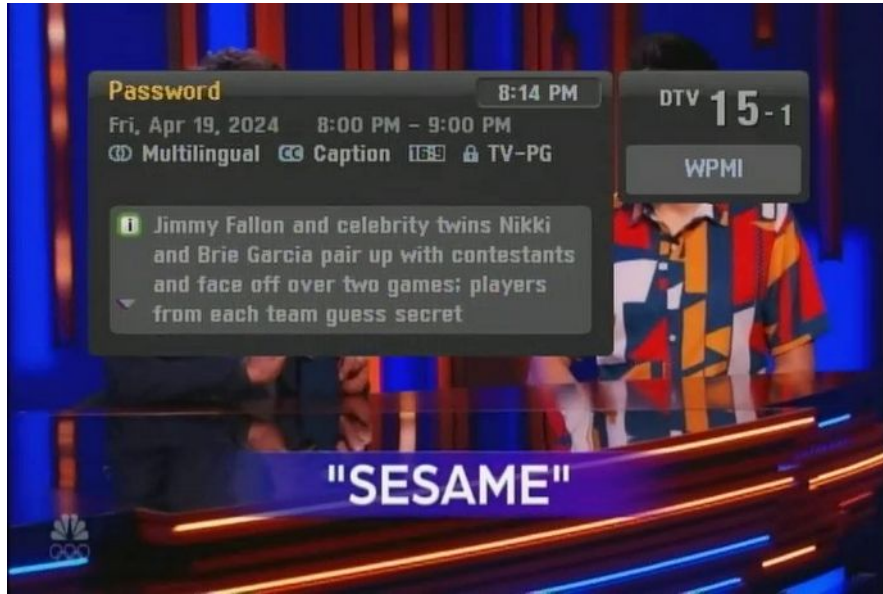 Password
8:14 PM
Fri, Apr 19, 2024 8:00 PM - 9:00 PM
Multilingual CC Caption 16:9 TV-PG
DTV 15-1
WPMI
i Jimmy Fallon and celebrity twins Nikki
and Brie Garcia pair up with contestants
and face off over two games; players
from each team guess secret
"SESAME"